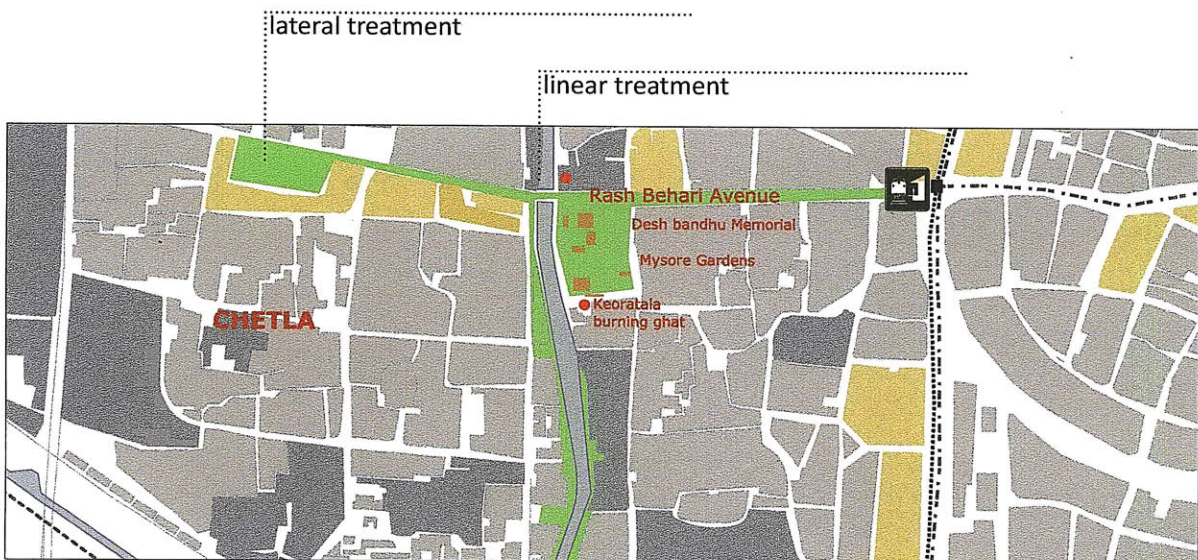 lateral treatment
linear treatment
Rash Behari Avenue
Desh bandhu Memorial
Mysore Gardens
Keoratala
burning ghat
CHETLA